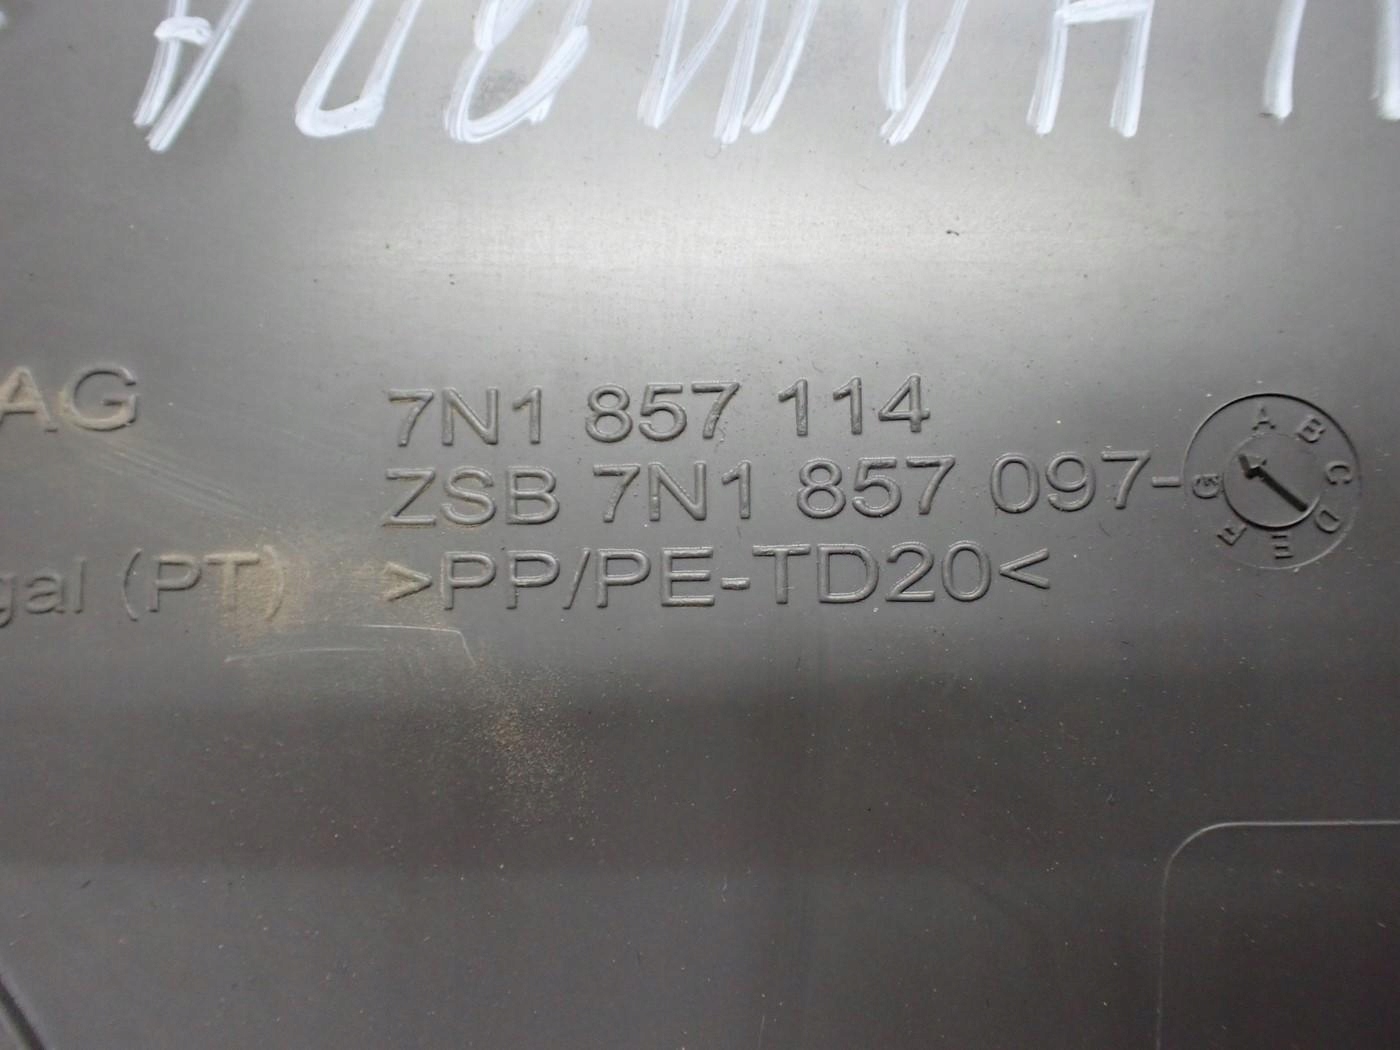 AG 7N1 857 114
ZSB 7N1 857 097-
gal (PT) >PP/PE-TD20<
A B C D E F G